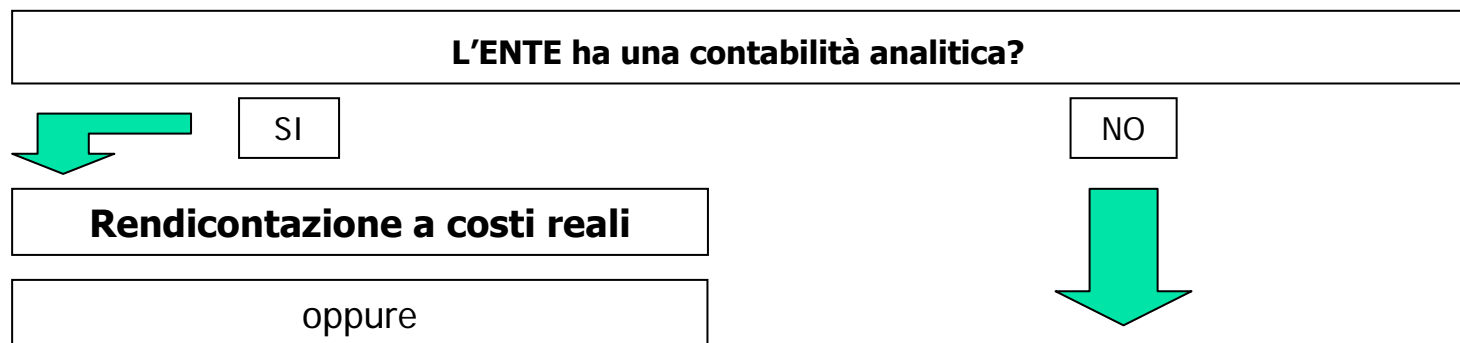 L’ENTE ha una contabilità analitica?
SI
NO
Rendicontazione a costi reali
oppure